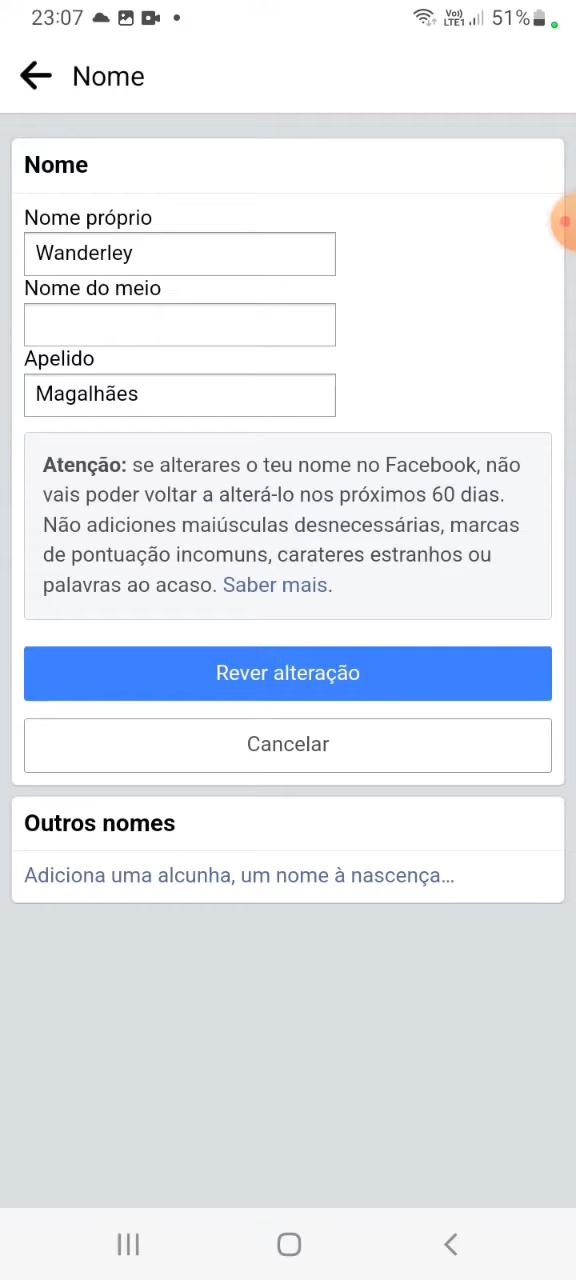 23:07 Vo) LTE1 51%
Nome
Nome
Nome próprio
Wanderley
Nome do meio
Apelido
Magalhães
Atenção: se alterares o teu nome no Facebook, não
vais poder voltar a alterá-lo nos próximos 60 dias.
Não adiciones maiúsculas desnecessárias, marcas
de pontuação incomuns, carateres estranhos ou
palavras ao acaso. Saber mais.
Rever alteração
Cancelar
Outros nomes
Adiciona uma alcunha, um nome à nascença…